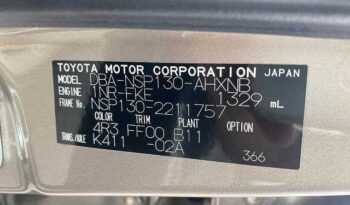 TOYOTA MOTOR CORPORATION JAPAN
MODEL DBA-NSP130-AHXNB
ENGINE 1NR-FKE 1329 mL
FRAME No. NSP130-2211757
COLOR TRIM PLANT OPTION
4R3 FF00 B11
TRANS./AXLE K411 -02A
366